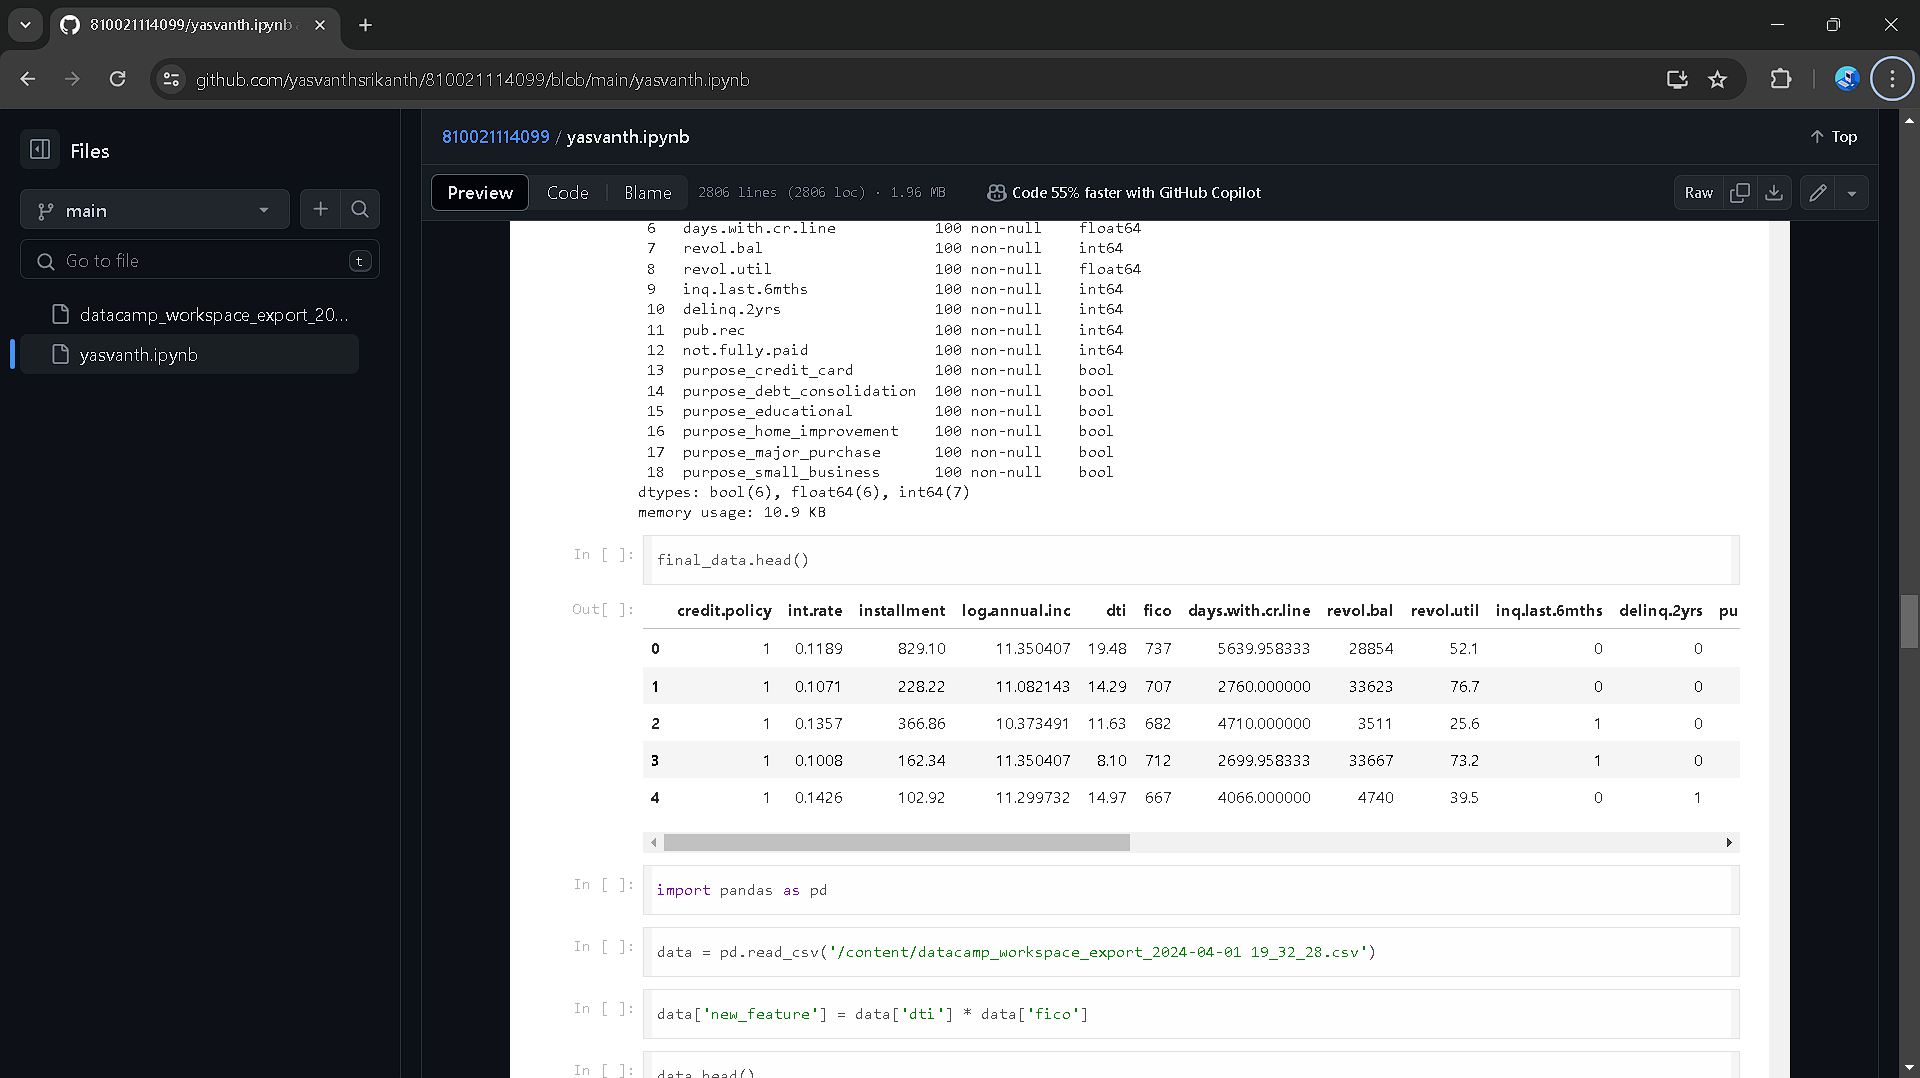 810021114099/yasvanth.ipynb
github.com/yasvanthsrikanth/810021114099/blob/main/yasvanth.ipynb
Files
main
Go to file
t
datacamp_workspace_export_20...
yasvanth.ipynb
810021114099 / yasvanth.ipynb
Top
Preview
Code
Blame
2806 lines (2806 loc) · 1.96 MB
Code 55% faster with GitHub Copilot
Raw
6 days.with.cr.line 100 non-null float64
7 revol.bal 100 non-null int64
8 revol.util 100 non-null float64
9 inq.last.6mths 100 non-null int64
10 delinq.2yrs 100 non-null int64
11 pub.rec 100 non-null int64
12 not.fully.paid 100 non-null int64
13 purpose_credit_card 100 non-null bool
14 purpose_debt_consolidation 100 non-null bool
15 purpose_educational 100 non-null bool
16 purpose_home_improvement 100 non-null bool
17 purpose_major_purchase 100 non-null bool
18 purpose_small_business 100 non-null bool
dtypes: bool(6), float64(6), int64(7)
memory usage: 10.9 KB
In [ ]: final_data.head()
Out[ ]: credit.policy int.rate installment log.annual.inc dti fico days.with.cr.line revol.bal revol.util inq.last.6mths delinq.2yrs pu
0 1 0.1189 829.10 11.350407 19.48 737 5639.958333 28854 52.1 0 0
1 1 0.1071 228.22 11.082143 14.29 707 2760.000000 33623 76.7 0 0
2 1 0.1357 366.86 10.373491 11.63 682 4710.000000 3511 25.6 1 0
3 1 0.1008 162.34 11.350407 8.10 712 2699.958333 33667 73.2 1 0
4 1 0.1426 102.92 11.299732 14.97 667 4066.000000 4740 39.5 0 1
In [ ]: import pandas as pd
In [ ]: data = pd.read_csv('/content/datacamp_workspace_export_2024-04-01 19_32_28.csv')
In [ ]: data['new_feature'] = data['dti'] * data['fico']
In [ ]: data.head()